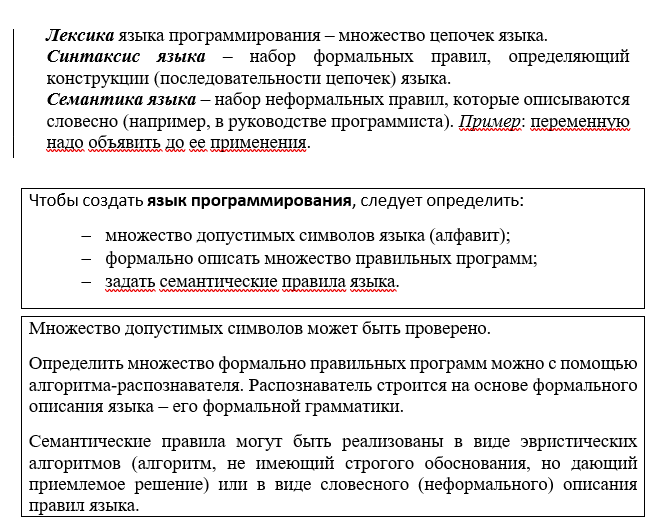 Лексика языка программирования – множество цепочек языка.
Синтаксис языка – набор формальных правил, определяющий
конструкции (последовательности цепочек) языка.
Семантика языка – набор неформальных правил, которые описываются
словесно (например, в руководстве программиста). Пример: переменную
надо объявить до ее применения.
Чтобы создать язык программирования, следует определить:
– множество допустимых символов языка (алфавит);
– формально описать множество правильных программ;
– задать семантические правила языка.
Множество допустимых символов может быть проверено.
Определить множество формально правильных программ можно с помощью
алгоритма-распознавателя. Распознаватель строится на основе формального
описания языка – его формальной грамматики.
Семантические правила могут быть реализованы в виде эвристических
алгоритмов (алгоритм, не имеющий строгого обоснования, но дающий
приемлемое решение) или в виде словесного (неформального) описания
правил языка.